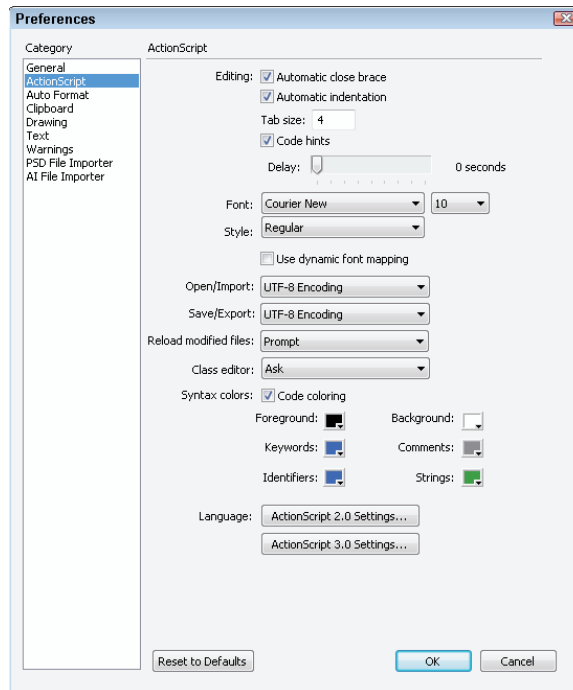 Preferences
Category
General
ActionScript
Auto Format
Clipboard
Drawing
Text
Warnings
PSD File Importer
AI File Importer
ActionScript
Editing: Automatic close brace
Automatic indentation
Tab size: 4
Code hints
Delay: 0 seconds
Font: Courier New 10
Style: Regular
Use dynamic font mapping
Open/Import: UTF-8 Encoding
Save/Export: UTF-8 Encoding
Reload modified files: Prompt
Class editor: Ask
Syntax colors: Code coloring
Foreground: Background:
Keywords: Comments:
Identifiers: Strings:
Language: ActionScript 2.0 Settings...
ActionScript 3.0 Settings...
Reset to Defaults OK Cancel